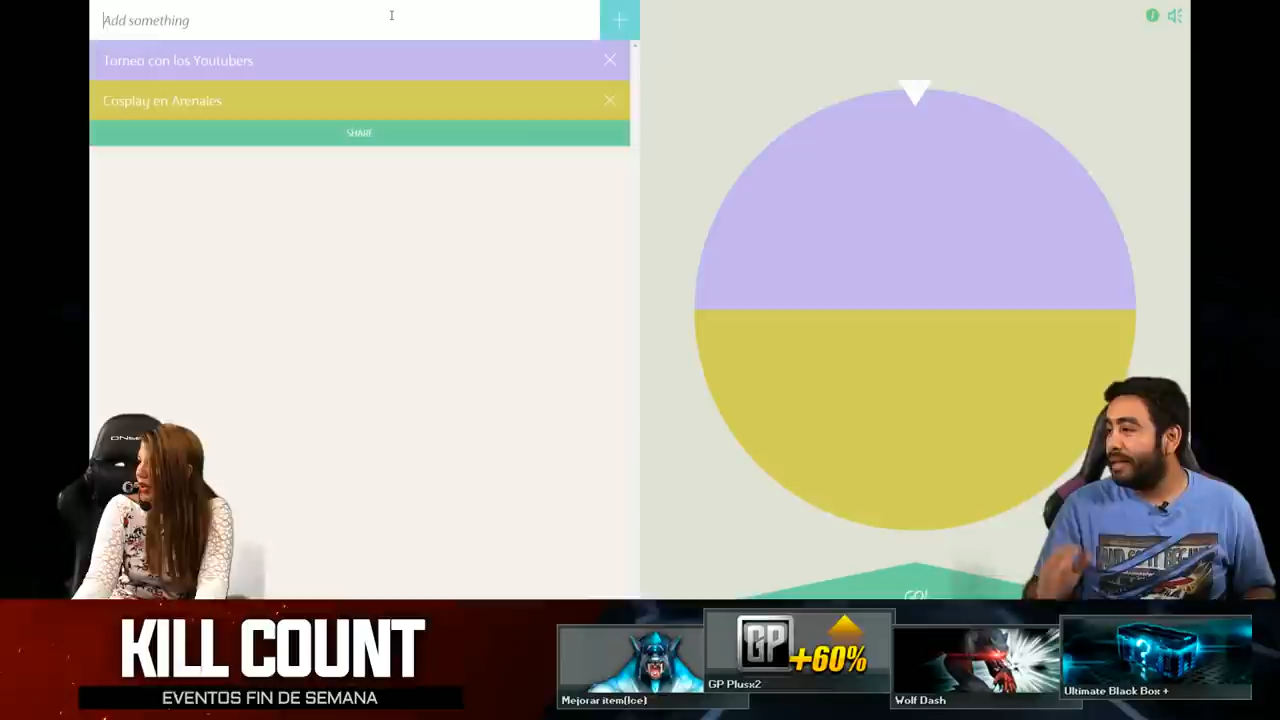 Add something
Torneo con los Youtubers
Cosplay en Arenales
SHARE
GO!
KILL COUNT
EVENTOS FIN DE SEMANA
Mejorar item(Ice)
GP
+60%
GP Plusx2
Wolf Dash
?
Ultimate Black Box +